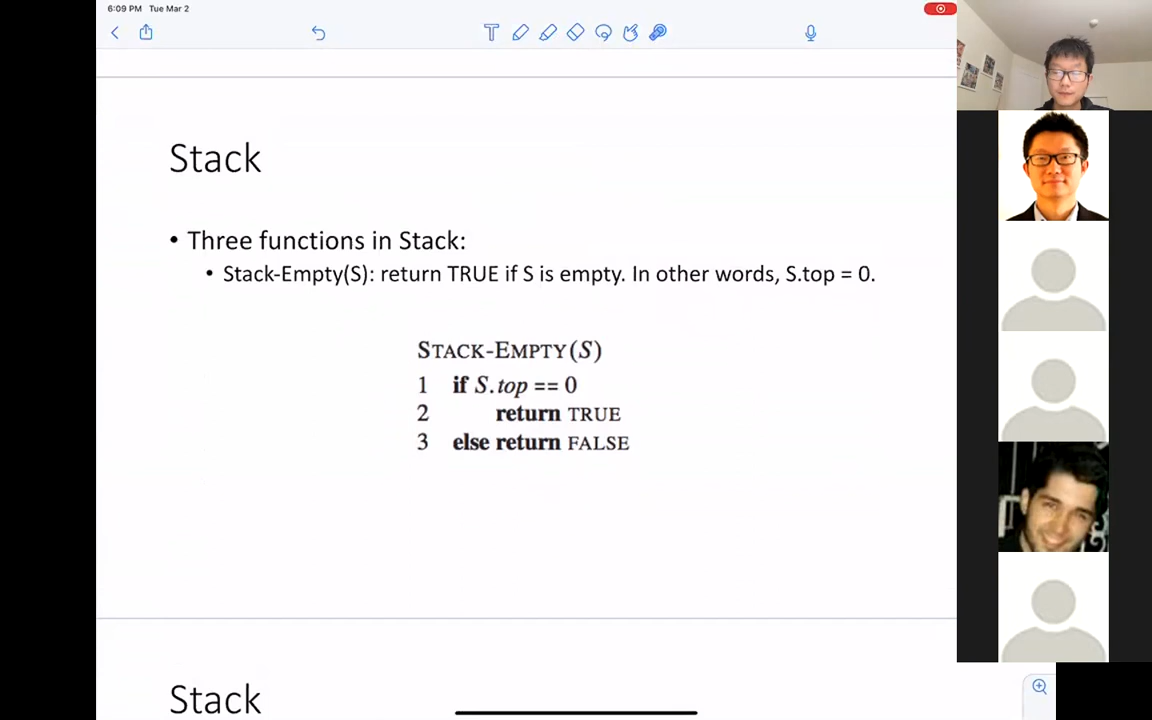 6:09 PM Tue Mar 2
T
Stack
• Three functions in Stack:
• Stack-Empty(S): return TRUE if S is empty. In other words, S.top = 0.
STACK-EMPTY(S)
1 if S.top == 0
2 return TRUE
3 else return FALSE
Stack